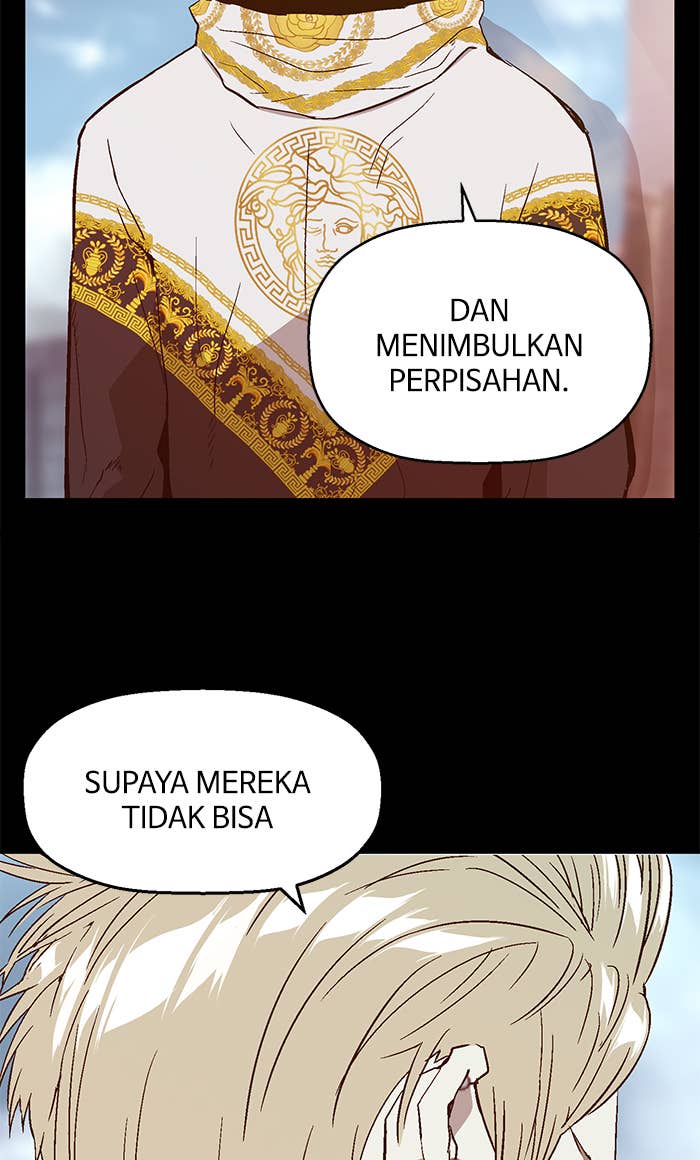 DAN
MENIMBULKAN
PERPISAHAN.
SUPAYA MEREKA
TIDAK BISA